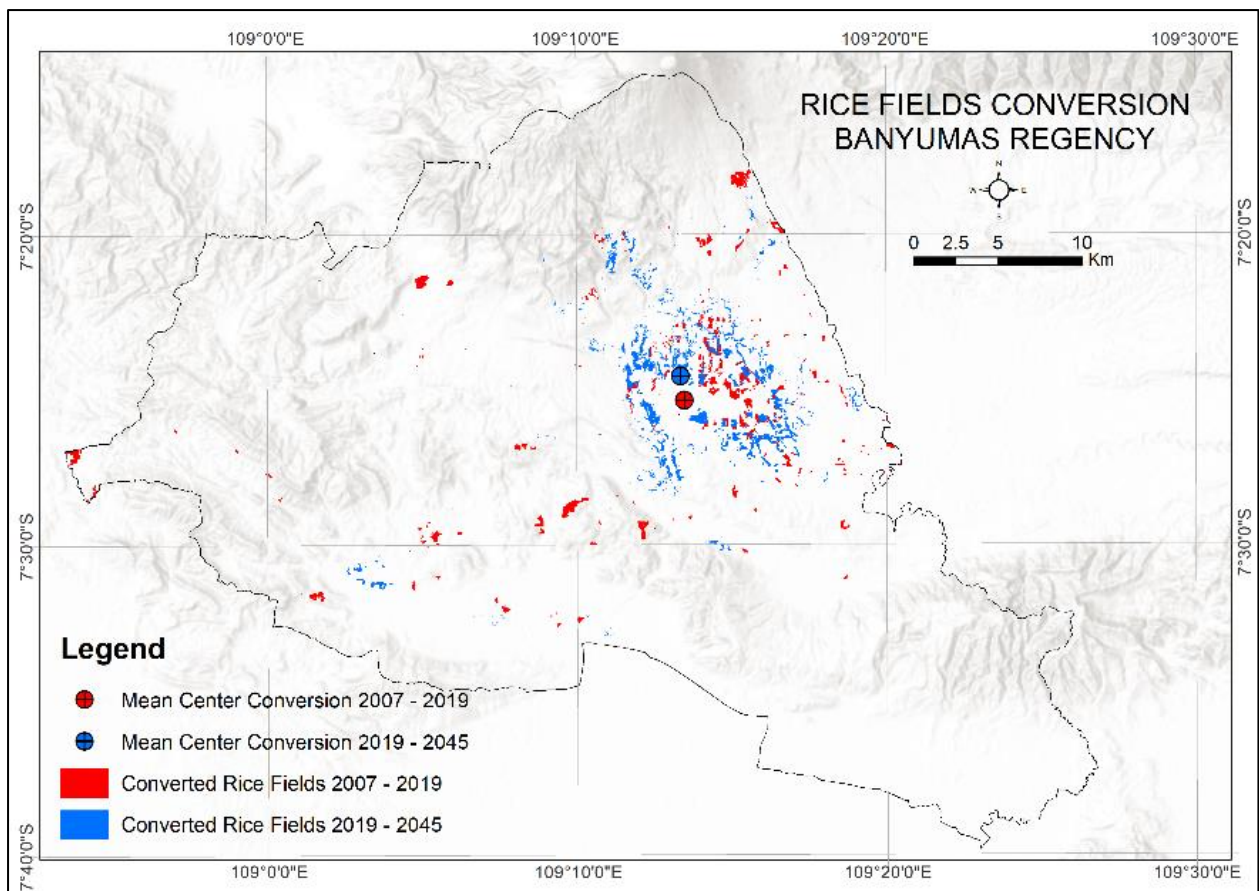 109°0'0"E 109°10'0"E 109°20'0"E 109°30'0"E
RICE FIELDS CONVERSION
BANYUMAS REGENCY
N
W E
S
0 2.5 5 10
Km
7°20'0"S 7°20'0"S
7°30'0"S 7°30'0"S
7°40'0"S 7°40'0"S
Legend
Mean Center Conversion 2007 - 2019
Mean Center Conversion 2019 - 2045
Converted Rice Fields 2007 - 2019
Converted Rice Fields 2019 - 2045
109°0'0"E 109°10'0"E 109°20'0"E 109°30'0"E